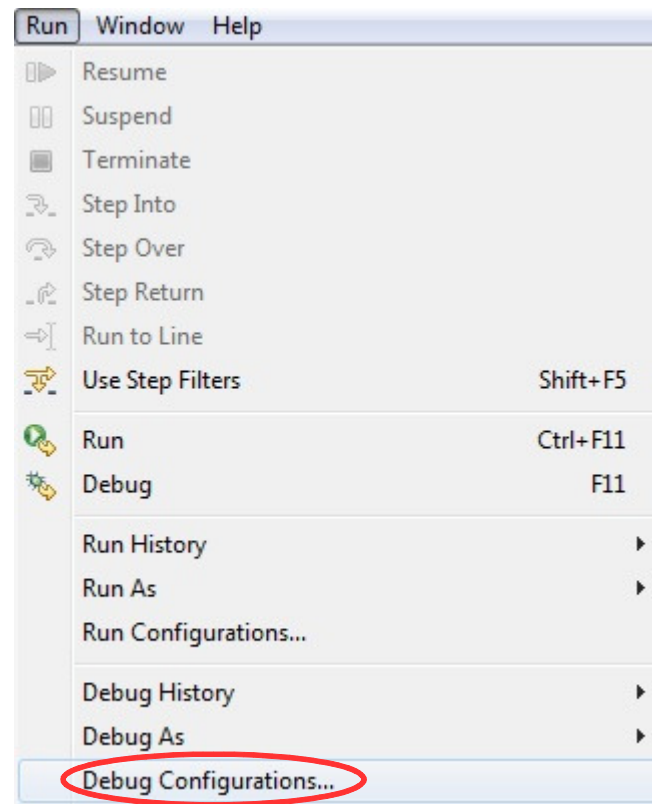 Run Window Help
Resume
Suspend
Terminate
Step Into
Step Over
Step Return
Run to Line
Use Step Filters Shift+F5
Run Ctrl+F11
Debug F11
Run History
Run As
Run Configurations...
Debug History
Debug As
Debug Configurations...